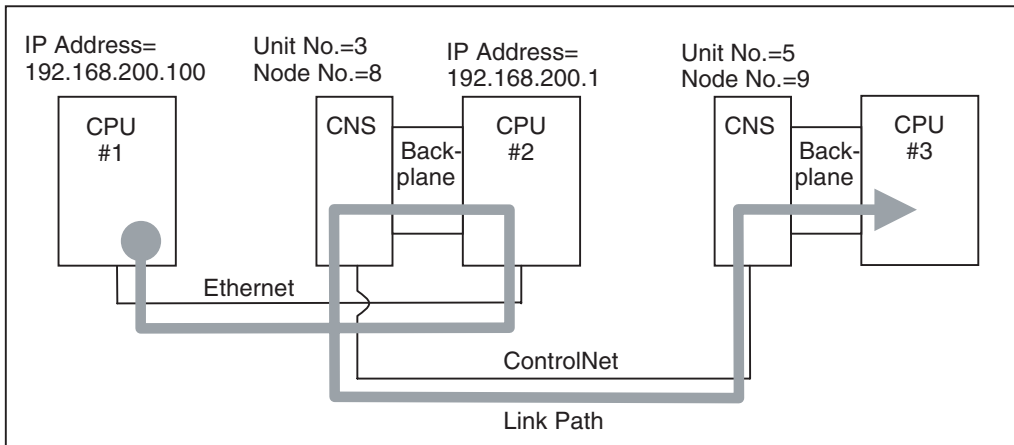 IP Address=
192.168.200.100
Unit No.=3
Node No.=8
IP Address=
192.168.200.1
Unit No.=5
Node No.=9
CPU
#1
CNS
Back-
plane
CPU
#2
CNS
Back-
plane
CPU
#3
Ethernet
ControlNet
Link Path